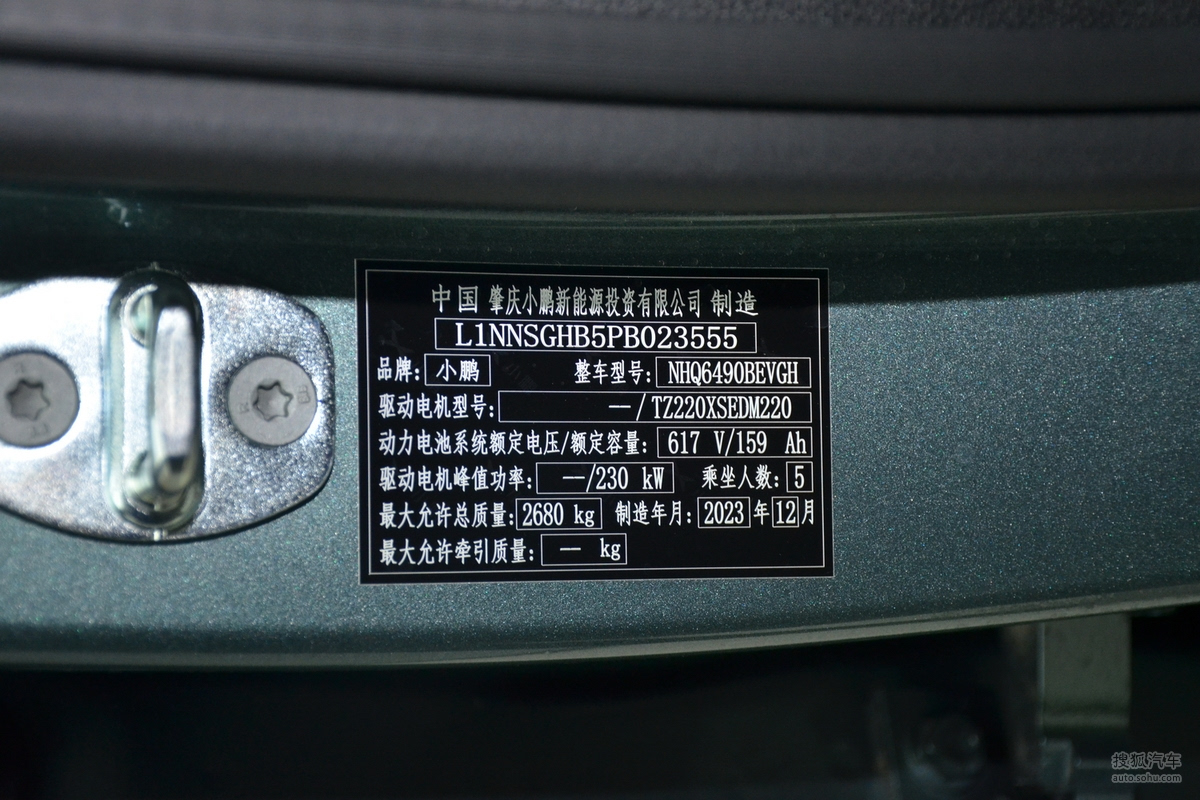 中国 肇庆小鹏新能源投资有限公司 制造
L1NNSGHB5PB023555
品牌: 小鹏 整车型号: NHQ6490BEVGH
驱动电机型号: —/TZ220XSEDM220
动力电池系统额定电压/额定容量: 617 V/159 Ah
驱动电机峰值功率: —/230 kW 乘坐人数: 5
最大允许总质量: 2680 kg 制造年月: 2023 年 12 月
最大允许牵引质量: — kg
搜狐汽车
auto.sohu.com